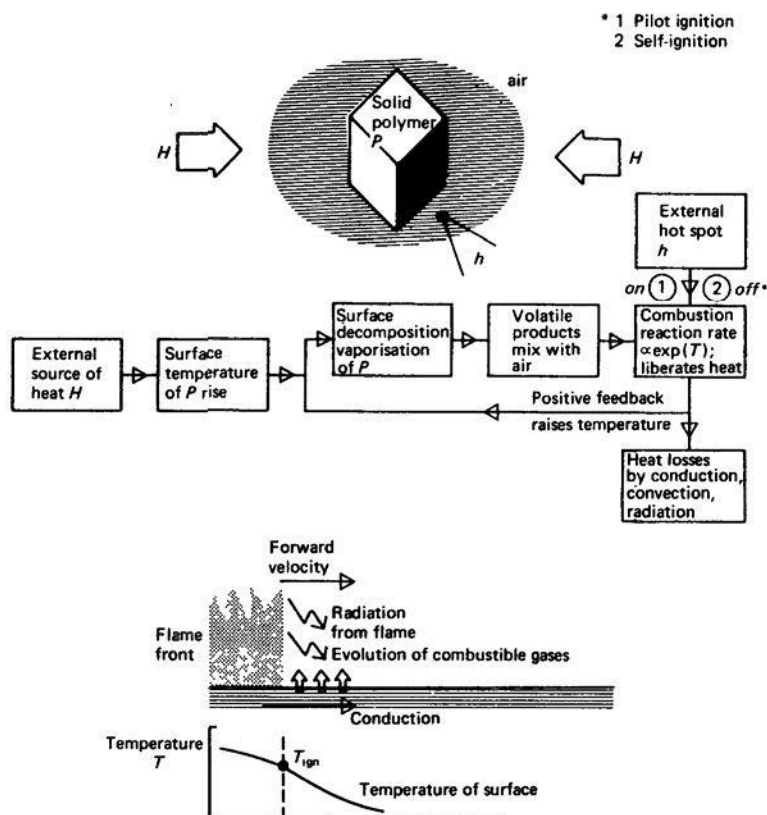 * 1 Pilot ignition
2 Self-ignition
air
Solid
polymer
P
H
H
h
External
hot spot
h
on 1 2 off*
External
source of
heat H
Surface
temperature
of P rise
Surface
decomposition
vaporisation
of P
Volatile
products
mix with
air
Combustion
reaction rate
∝exp(T);
liberates heat
Positive feedback
raises temperature
Heat losses
by conduction,
convection,
radiation
Forward
velocity
Flame
front
Radiation
from flame
Evolution of combustible gases
Conduction
Temperature
T
Tign
Temperature of surface